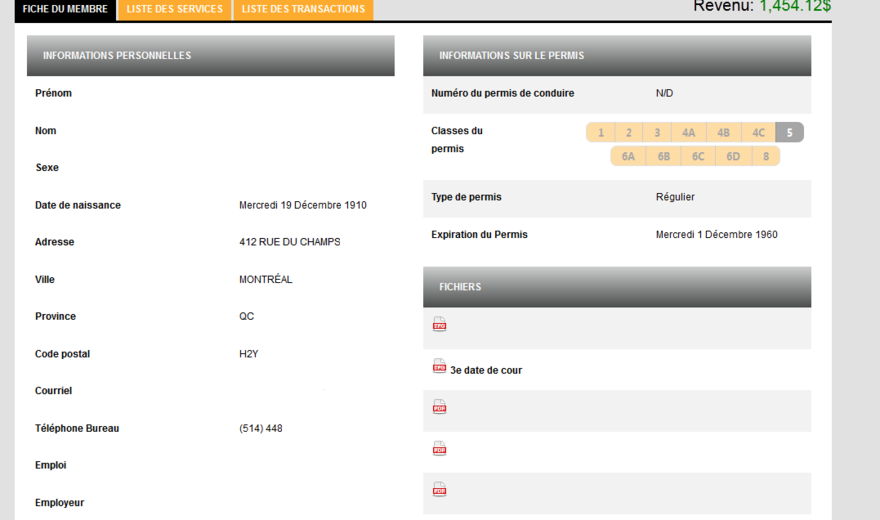 FICHE DU MEMBRE
LISTE DES SERVICES
LISTE DES TRANSACTIONS
Revenu: 1,454.12$
INFORMATIONS PERSONNELLES
Prénom
Nom
Sexe
Date de naissance Mercredi 19 Décembre 1910
Adresse 412 RUE DU CHAMPS
Ville MONTRÉAL
Province QC
Code postal H2Y
Courriel
Téléphone Bureau (514) 448
Emploi
Employeur
INFORMATIONS SUR LE PERMIS
Numéro du permis de conduire N/D
Classes du
permis
1 2 3 4A 4B 4C 5
6A 6B 6C 6D 8
Type de permis Régulier
Expiration du Permis Mercredi 1 Décembre 1960
FICHIERS
3e date de cour
PDF
PDF
PDF